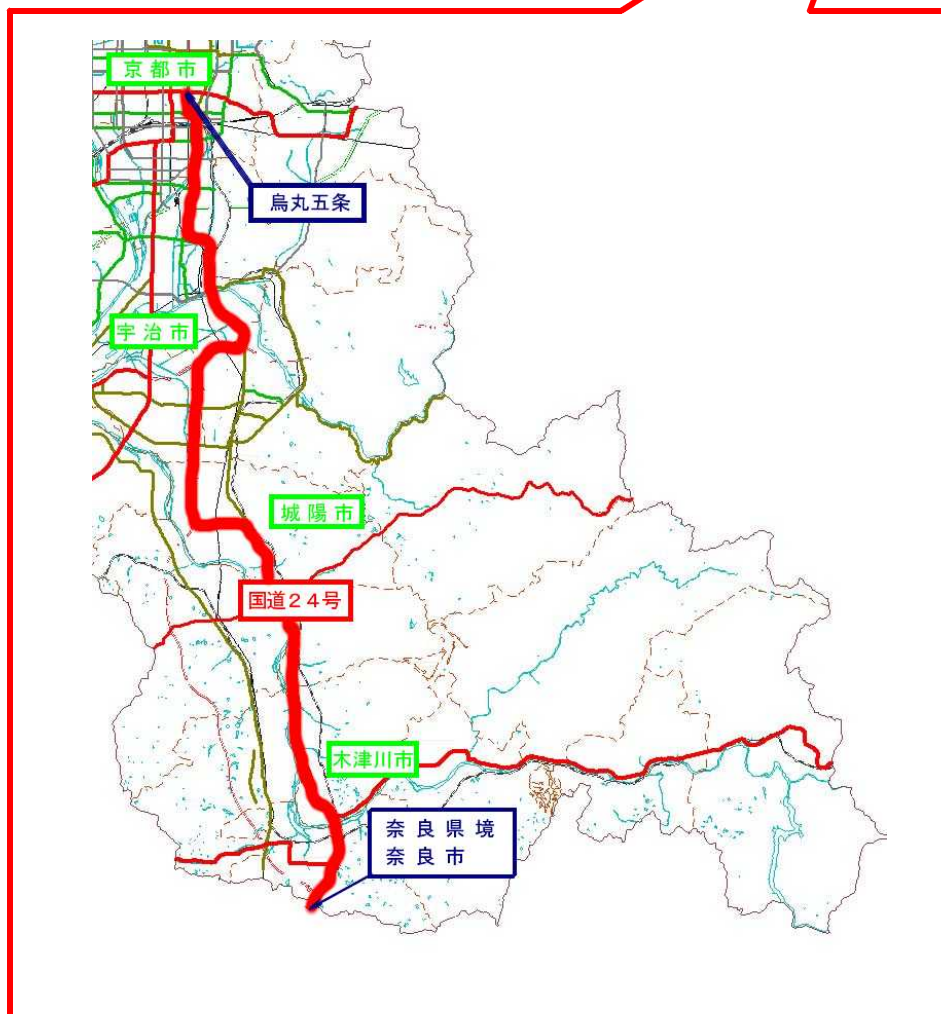 京都市
烏丸五条
宇治市
城陽市
国道２４号
木津川市
奈良県境
奈良市